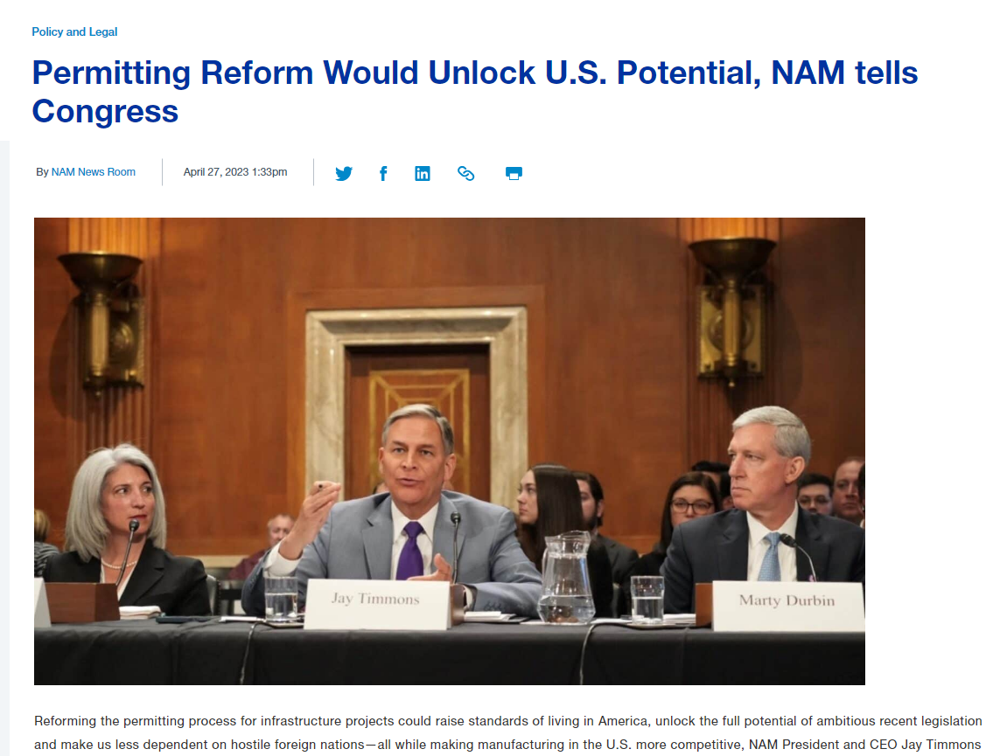 Policy and Legal
Permitting Reform Would Unlock U.S. Potential, NAM tells
Congress
By NAM News Room
April 27, 2023 1:33pm
Jay Timmons
Marty Durbin
Reforming the permitting process for infrastructure projects could raise standards of living in America, unlock the full potential of ambitious recent legislation
and make us less dependent on hostile foreign nations—all while making manufacturing in the U.S. more competitive, NAM President and CEO Jay Timmons